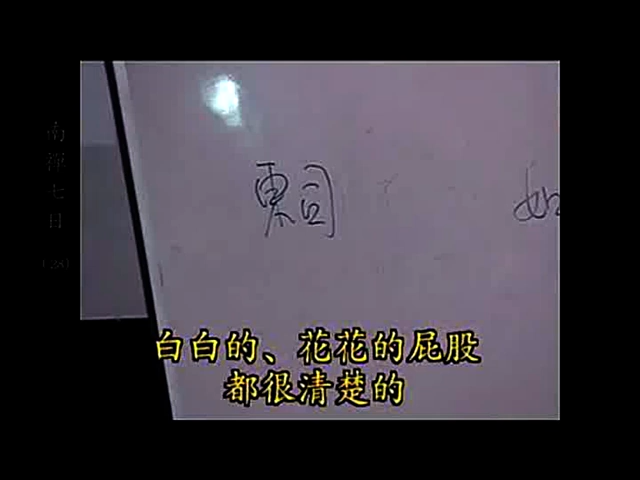 南禪七日
東司
如
白白的、花花的屁股
都很清楚的